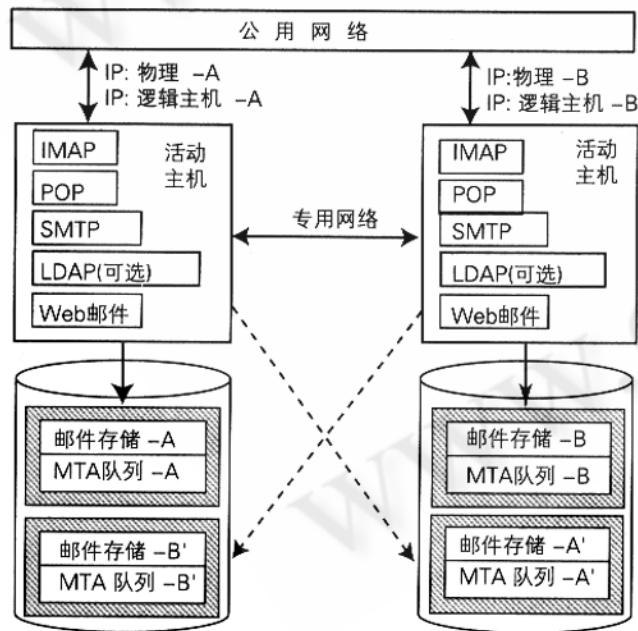 公 用 网 络
IP: 物理 -A
IP: 逻辑主机 -A
IP:物理 -B
IP: 逻辑主机 -B
IMAP
POP
SMTP
LDAP(可选)
Web邮件
活动
主机
专用网络
IMAP
POP
SMTP
LDAP(可选)
Web邮件
活动
主机
邮件存储 -A
MTA队列 -A
邮件存储 -B'
MTA 队列 -B'
邮件存储 -B
MTA队列 -B
邮件存储 -A'
MTA 队列 -A'